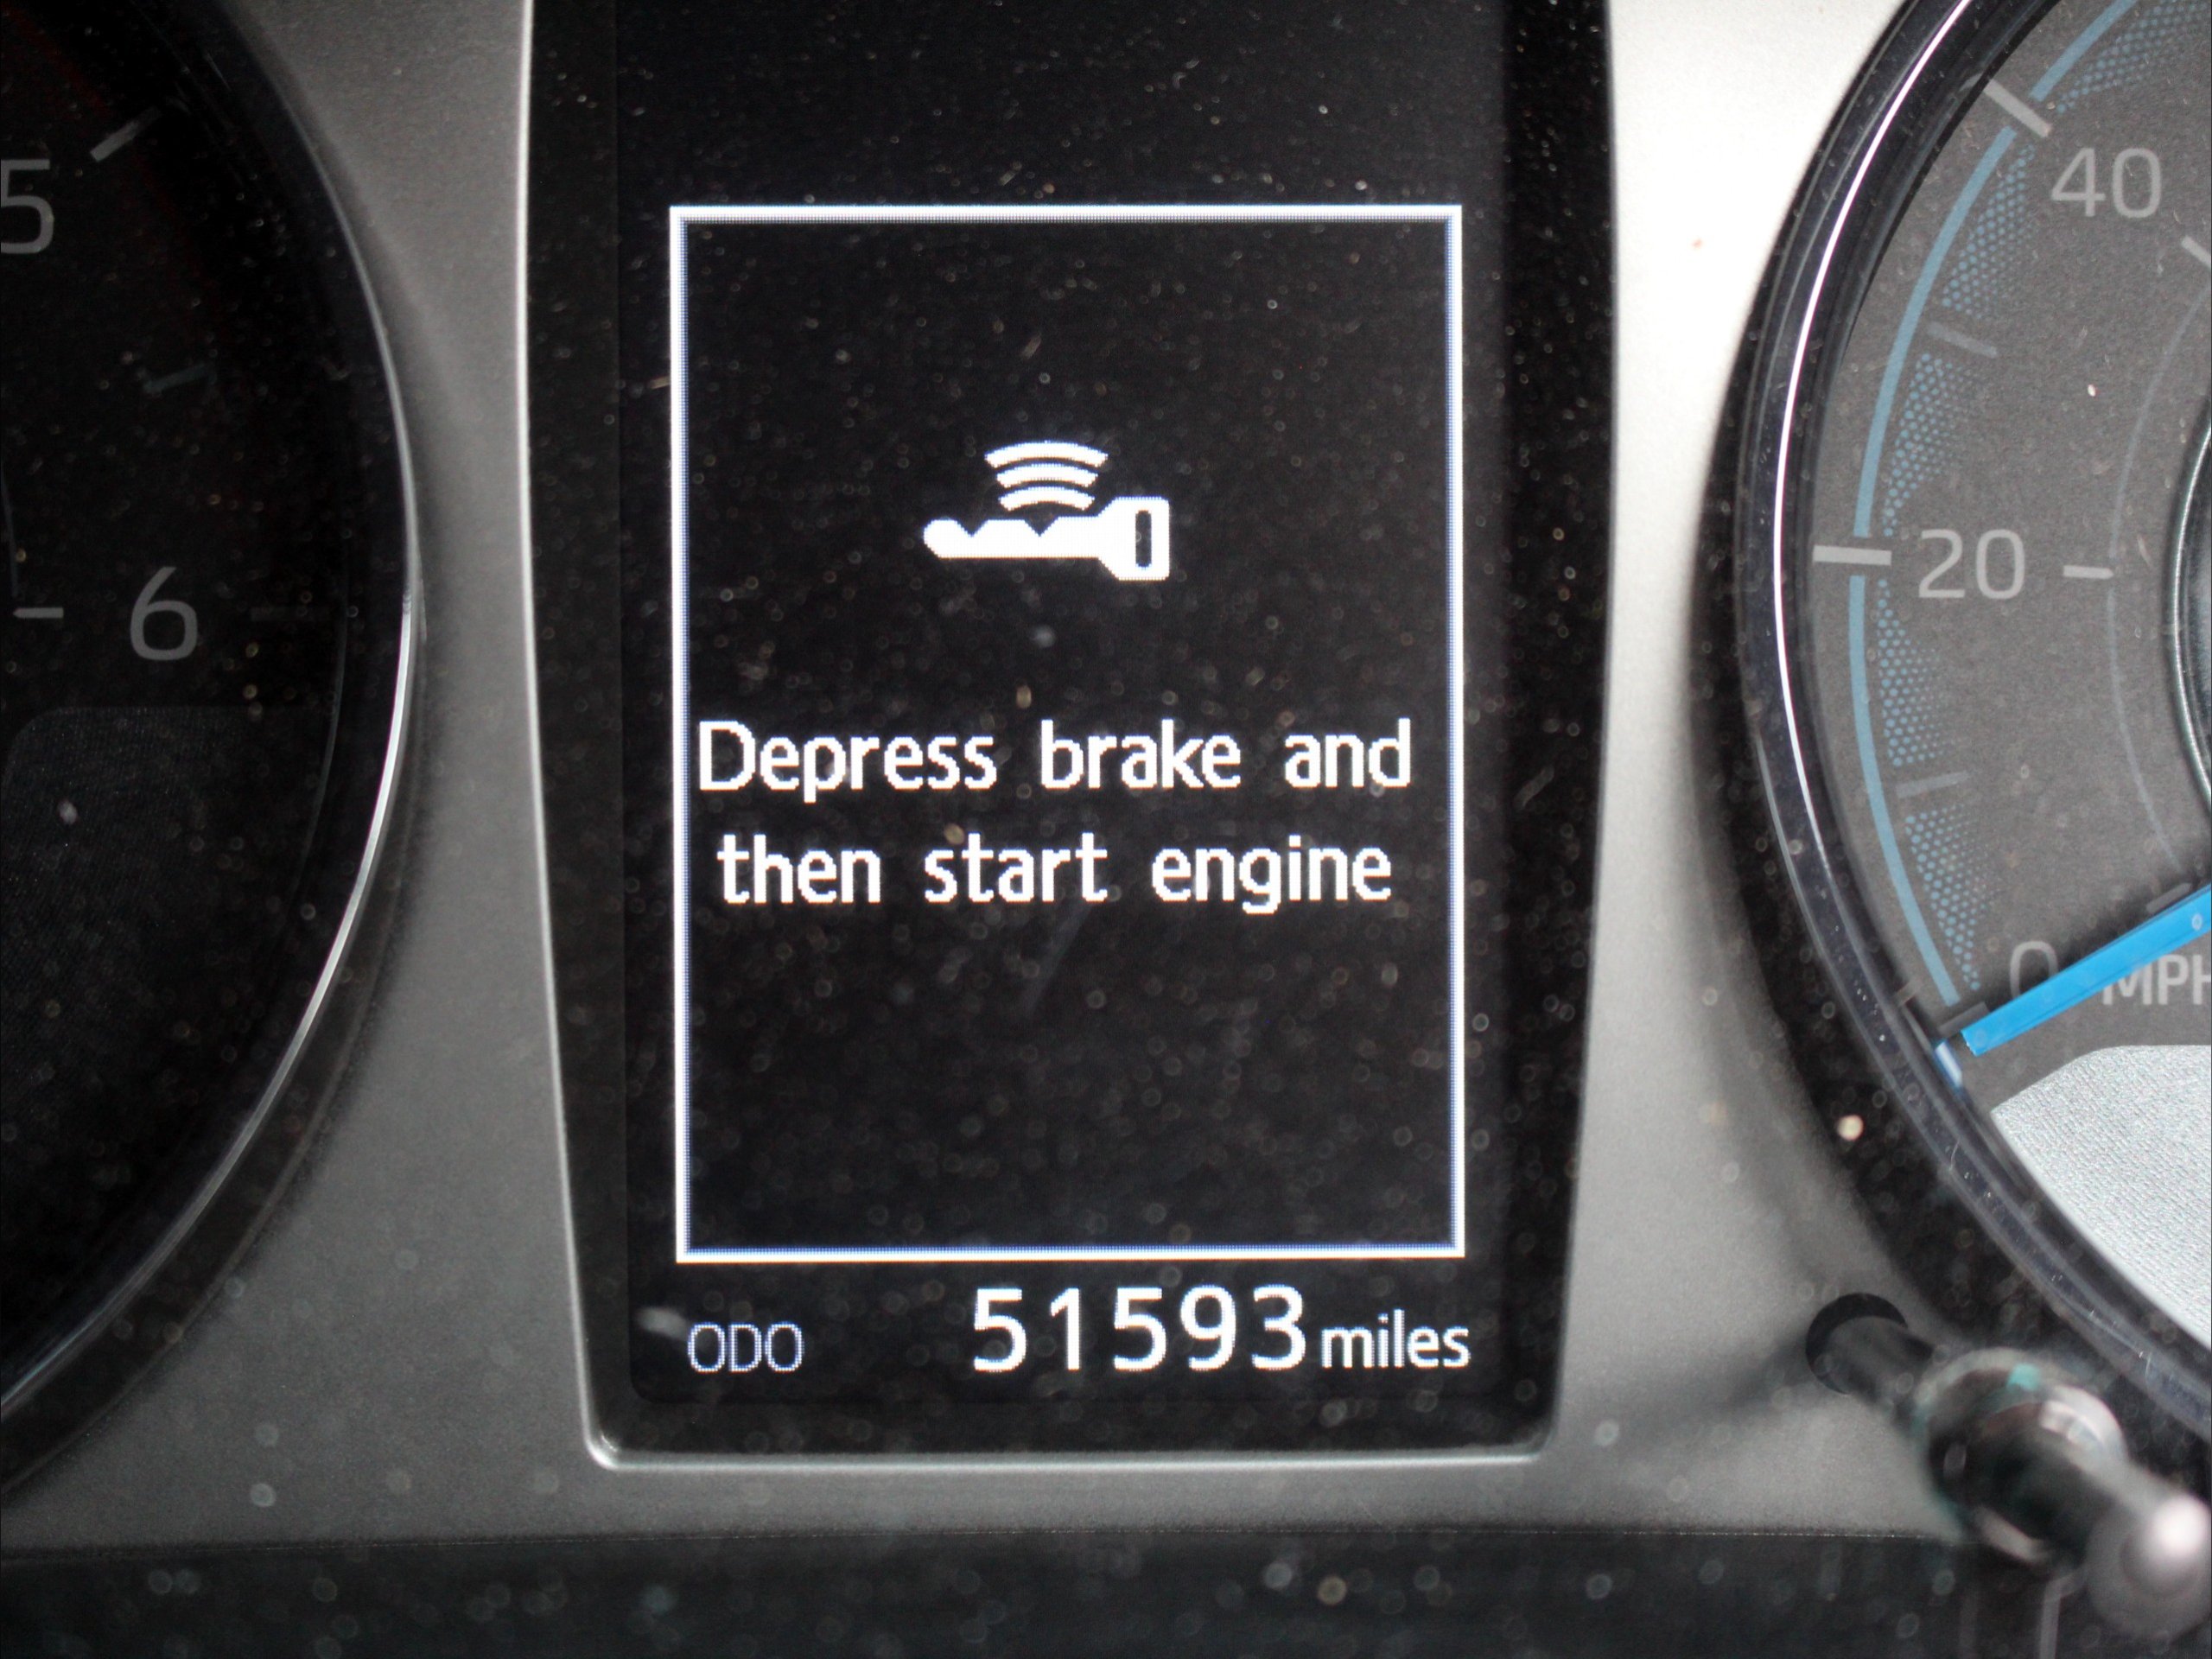 5
6
Depress brake and
then start engine
ODO 51593 miles
40
20
0 MPH